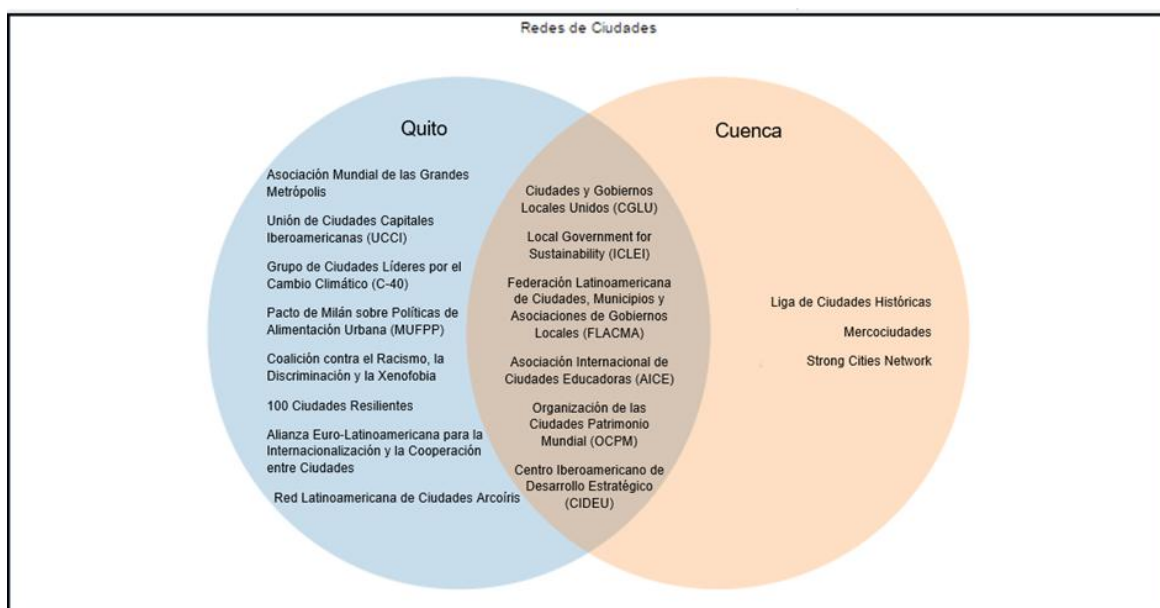 Redes de Ciudades
Quito
Asociación Mundial de las Grandes
Metrópolis
Unión de Ciudades Capitales
Iberoamericanas (UCCI)
Grupo de Ciudades Líderes por el
Cambio Climático (C-40)
Pacto de Milán sobre Políticas de
Alimentación Urbana (MUFPP)
Coalición contra el Racismo, la
Discriminación y la Xenofobia
100 Ciudades Resilientes
Alianza Euro-Latinoamericana para la
Internacionalización y la Cooperación
entre Ciudades
Red Latinoamericana de Ciudades Arcoíris
Ciudades y Gobiernos
Locales Unidos (CGLU)
Local Government for
Sustainability (ICLEI)
Federación Latinoamericana
de Ciudades, Municipios y
Asociaciones de Gobiernos
Locales (FLACMA)
Asociación Internacional de
Ciudades Educadoras (AICE)
Organización de las
Ciudades Patrimonio
Mundial (OCPM)
Centro Iberoamericano de
Desarrollo Estratégico
(CIDEU)
Cuenca
Liga de Ciudades Históricas
Mercociudades
Strong Cities Network